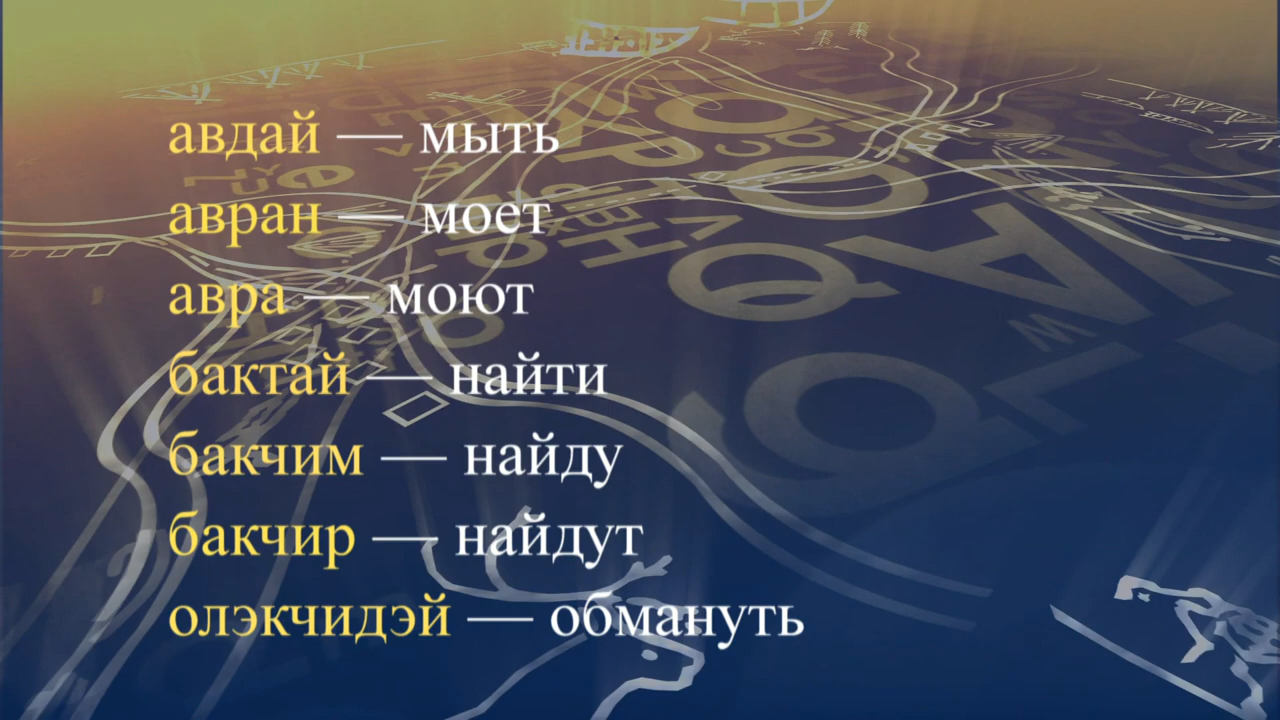 авдай — мыть
авран — моет
авра — моют
бактай — найти
бакчим — найду
бакчир — найдут
олэкчидэй — обмануть